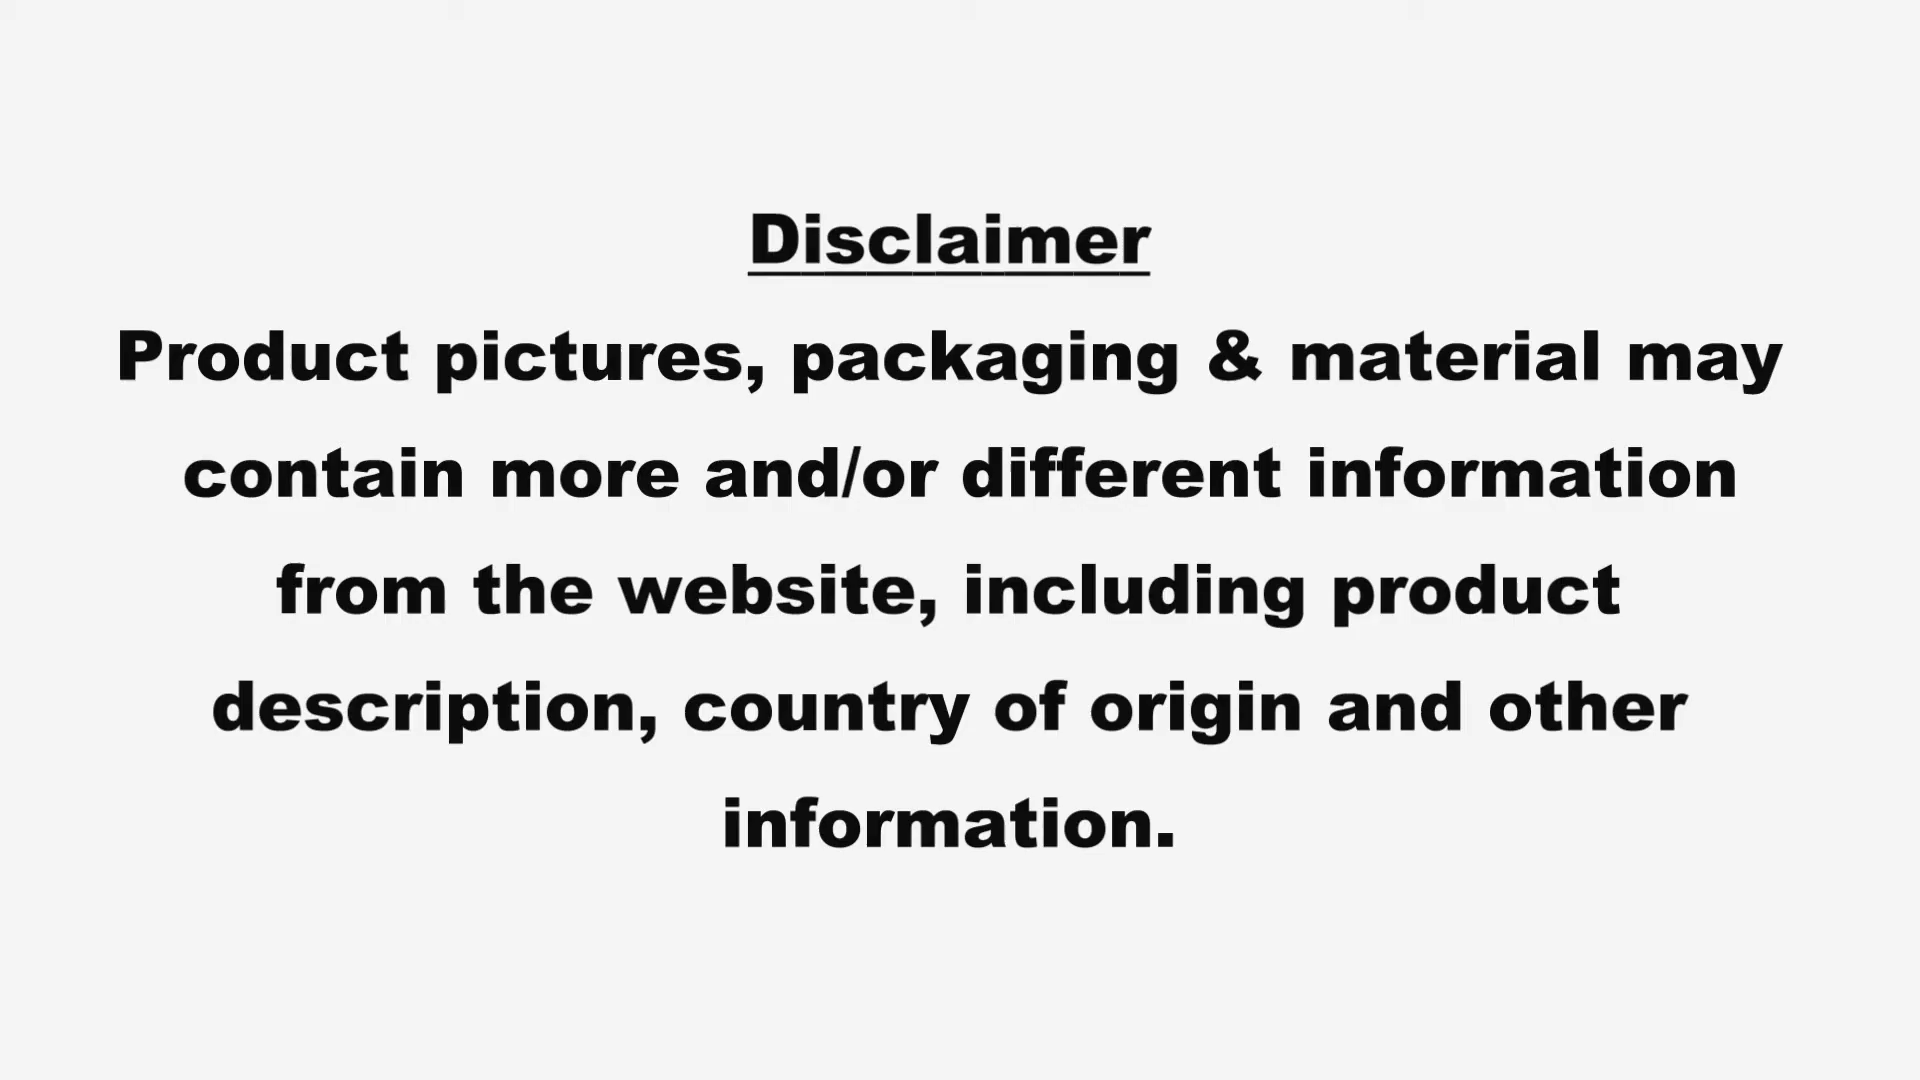 Disclaimer
Product pictures, packaging & material may
contain more and/or different information
from the website, including product
description, country of origin and other
information.